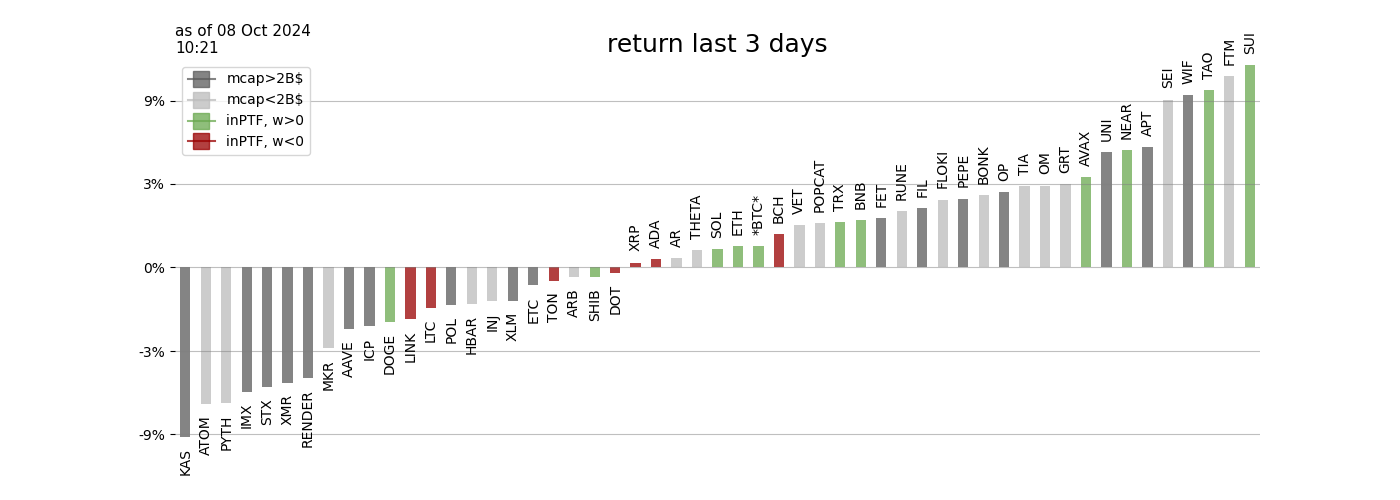 as of 08 Oct 2024
10:21
return last 3 days
mcap>2B$
mcap<2B$
inPTF, w>0
inPTF, w<0
9%
3%
0%
-3%
-9%
KAS
ATOM
PYTH
IMX
STX
XMR
RENDER
MKR
AAVE
ICP
DOGE
LINK
LTC
POL
HBAR
INJ
XLM
ETC
TON
ARB
SHIB
DOT
XRP
ADA
AR
THETA
SOL
ETH
*BTC*
BCH
VET
POPCAT
TRX
BNB
FET
RUNE
FIL
FLOKI
PEPE
BONK
OP
TIA
OM
GRT
AVAX
UNI
NEAR
APT
SEI
WIF
TAO
FTM
SUI